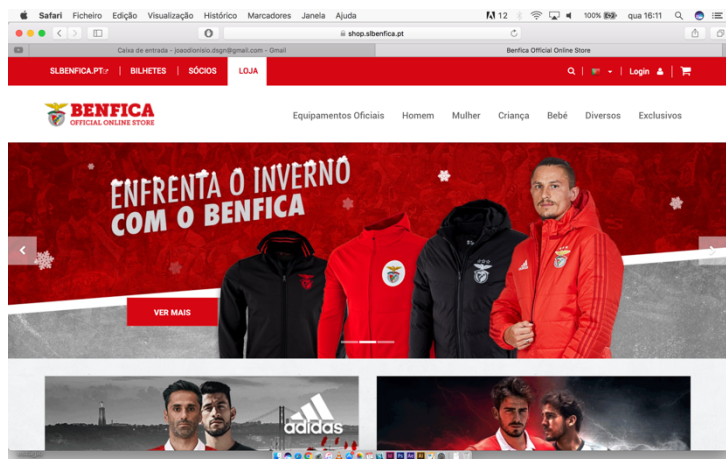 Safari Ficheiro Edição Visualização Histórico Marcadores Janela Ajuda 12 100% qua 16:11
shop.slbenfica.pt
Caixa de entrada - joaodionisio.dsgn@gmail.com - Gmail Benfica Official Online Store
SLBENFICA.PT BILHETES SÓCIOS LOJA Login
BENFICA
OFFICIAL ONLINE STORE
Equipamentos Oficiais Homem Mulher Criança Bebé Diversos Exclusivos
ENFRENTA O INVERNO
COM O BENFICA
adidas
VER MAIS
adidas